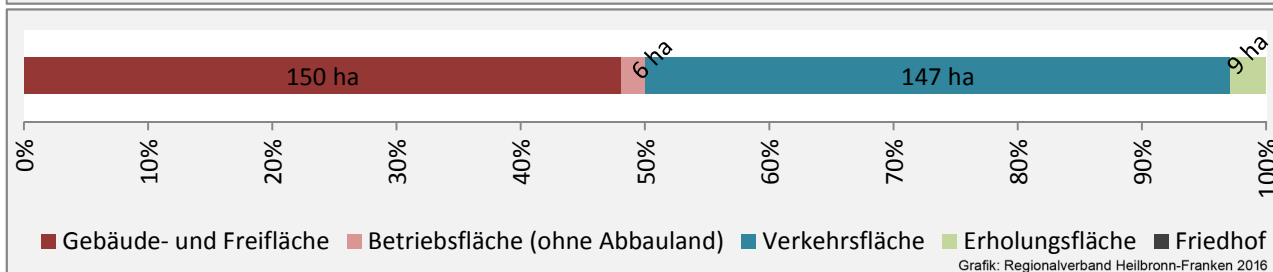 150 ha 6 ha 147 ha 9 ha
0% 10% 20% 30% 40% 50% 60% 70% 80% 90% 100%
Gebäude- und Freifläche Betriebsfläche (ohne Abbauland) Verkehrsfläche Erholungsfläche Friedhof
Grafik: Regionalverband Heilbronn-Franken 2016